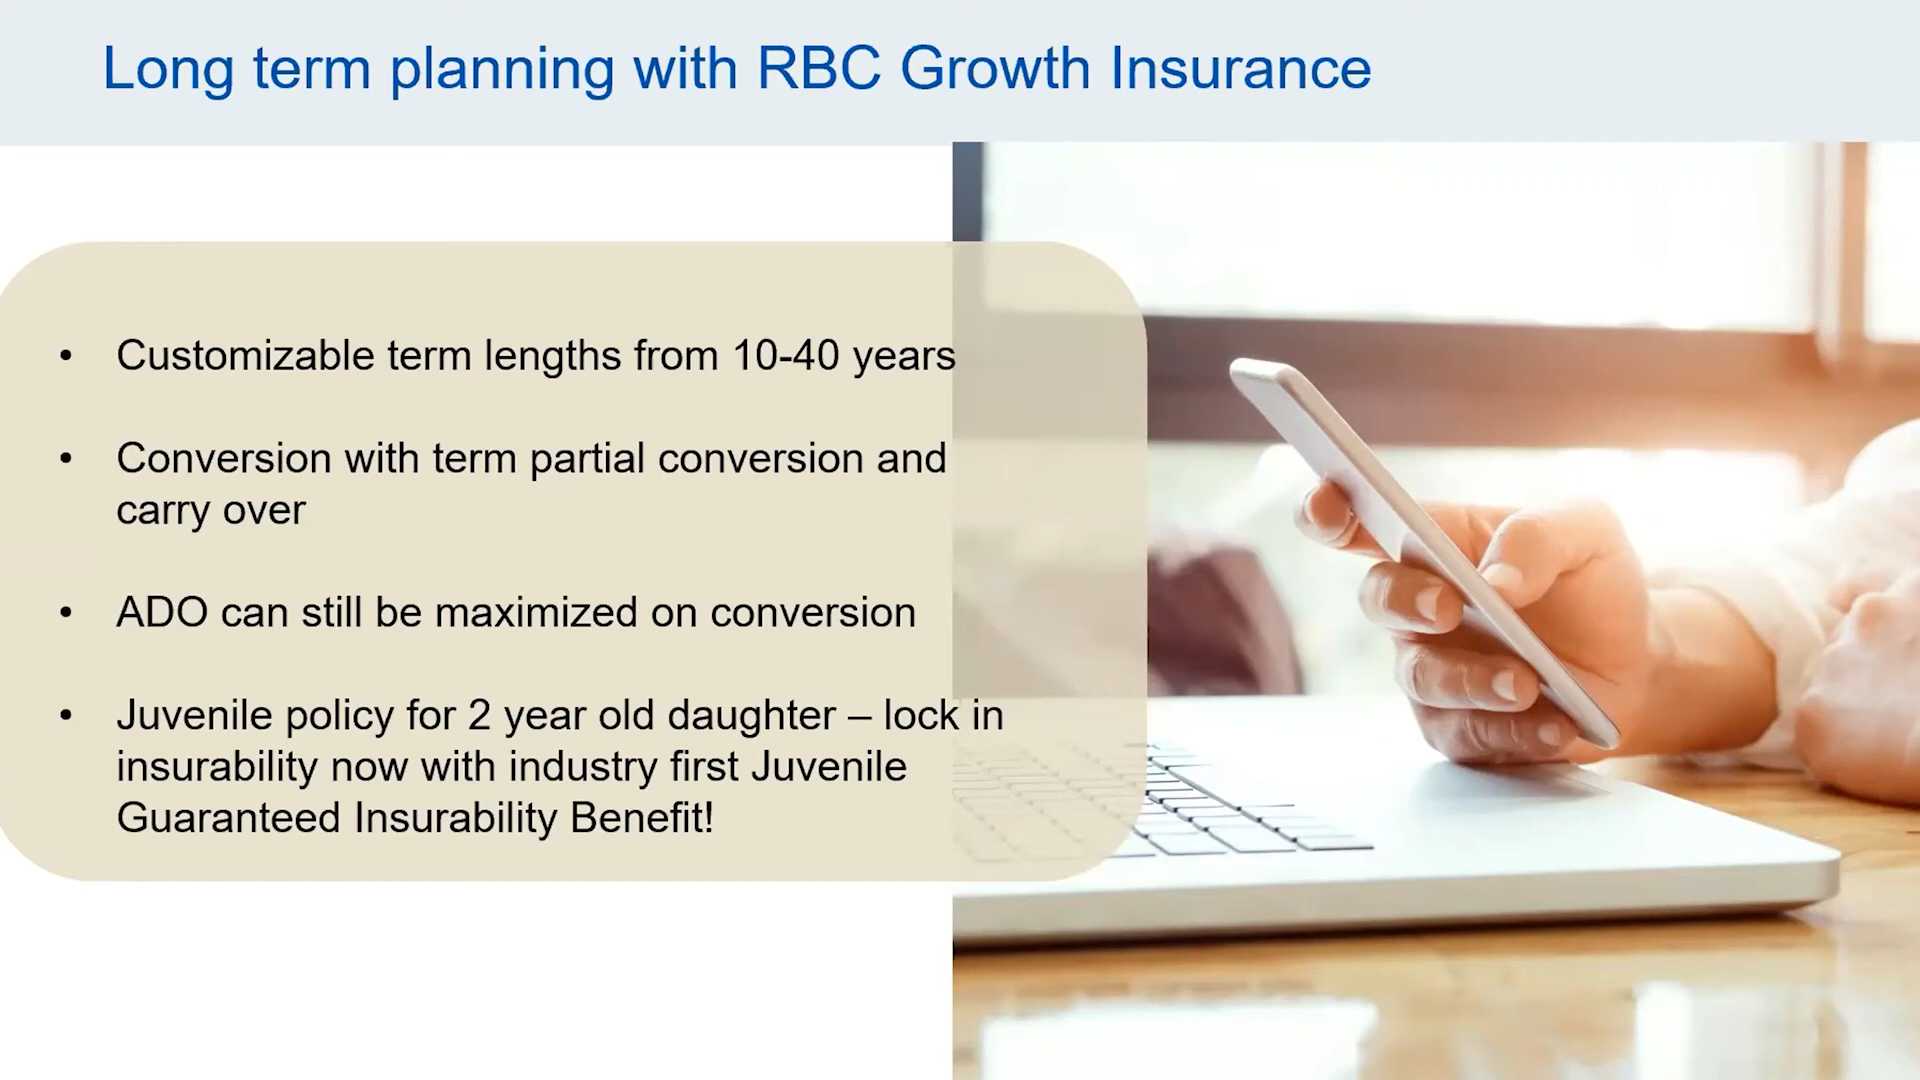 Long term planning with RBC Growth Insurance
• Customizable term lengths from 10-40 years
• Conversion with term partial conversion and
carry over
• ADO can still be maximized on conversion
• Juvenile policy for 2 year old daughter – lock in
insurability now with industry first Juvenile
Guaranteed Insurability Benefit!